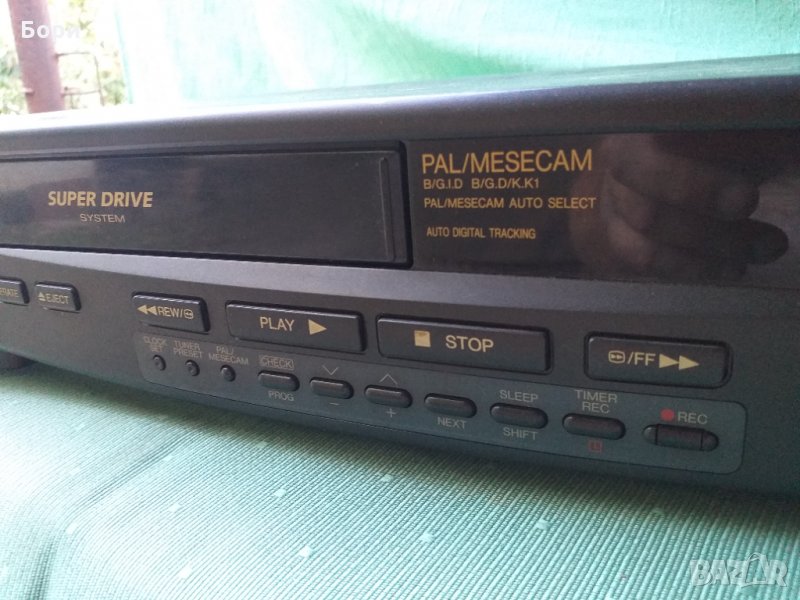 Бори
SUPER DRIVE
SYSTEM
PAL/MESECAM
B/G.I.D B/G.D/K.K1
PAL/MESECAM AUTO SELECT
AUTO DIGITAL TRACKING
EJECT
REW/
PLAY
STOP
/FF
CLOCK SET
TUNER PRESET
PAL/ MESECAM
CHECK
PROG
−
+
NEXT
SLEEP
SHIFT
TIMER REC
REC
BAZAR